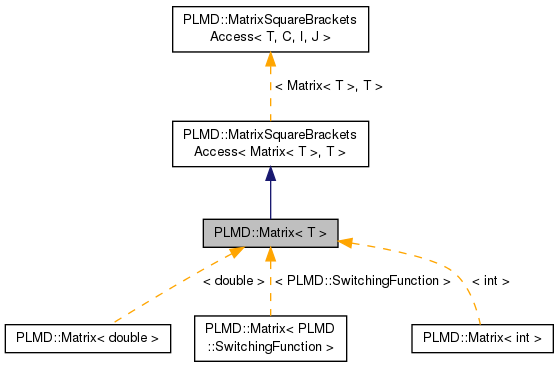 PLMD::MatrixSquareBrackets
Access< T, C, I, J >
< Matrix< T >, T >
PLMD::MatrixSquareBrackets
Access< Matrix< T >, T >
PLMD::Matrix< T >
< double >
< PLMD::SwitchingFunction >
< int >
PLMD::Matrix< double >
PLMD::Matrix< PLMD
::SwitchingFunction >
PLMD::Matrix< int >